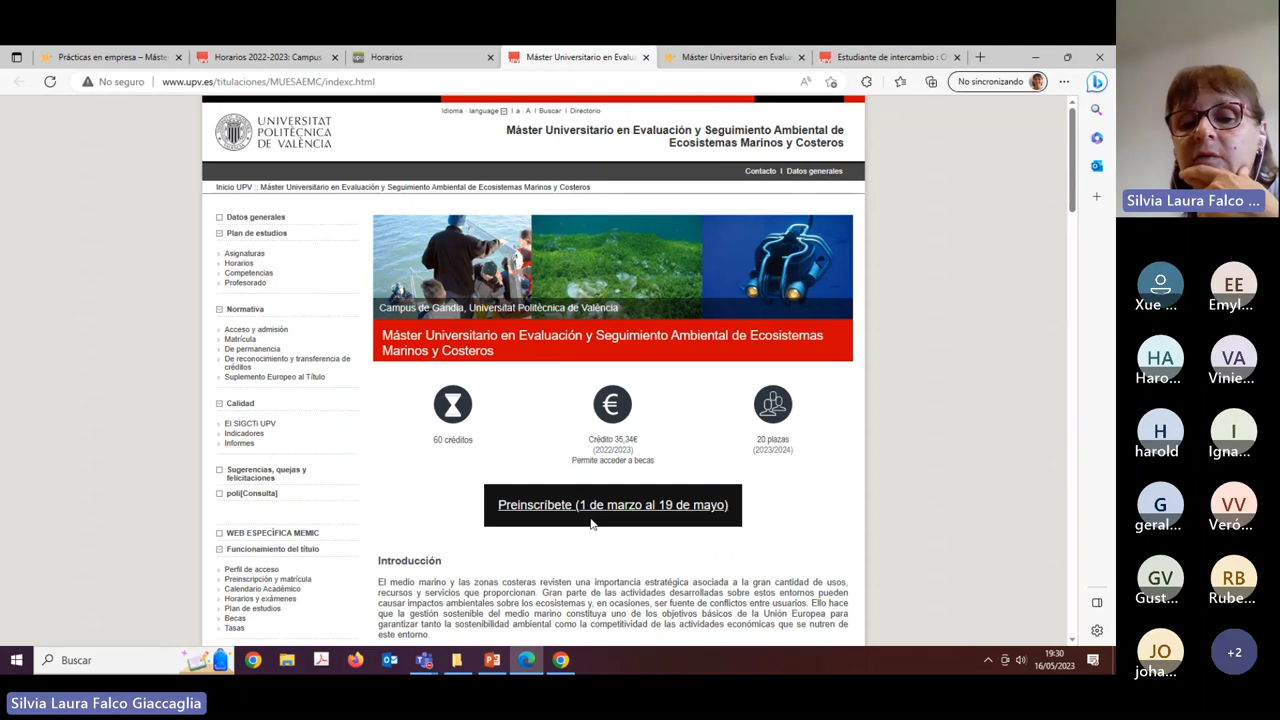 Prácticas en empresa – Máste
Horarios 2022-2023: Campus
Horarios
Máster Universitario en Evalu
Máster Universitario en Evalu
Estudiante de intercambio : C
No seguro
www.upv.es/titulaciones/MUESAEMC/indexc.html
No sincronizando
Idioma · language
I a · A I Buscar I Directorio
UNIVERSITAT
POLITÈCNICA
DE VALÈNCIA
Máster Universitario en Evaluación y Seguimiento Ambiental de
Ecosistemas Marinos y Costeros
Contacto I Datos generales
Inicio UPV :: Máster Universitario en Evaluación y Seguimiento Ambiental de Ecosistemas Marinos y Costeros
Datos generales
Plan de estudios
Asignaturas
Horarios
Competencias
Profesorado
Normativa
Acceso y admisión
Matrícula
De permanencia
De reconocimiento y transferencia de
créditos
Suplemento Europeo al Título
Calidad
El SIGCTi UPV
Indicadores
Informes
Sugerencias, quejas y
felicitaciones
poli[Consulta]
WEB ESPECÍFICA MEMIC
Funcionamiento del título
Perfil de acceso
Preinscripción y matrícula
Calendario Académico
Horarios y exámenes
Plan de estudios
Becas
Tasas
Campus de Gandia, Universitat Politècnica de València
Máster Universitario en Evaluación y Seguimiento Ambiental de Ecosistemas
Marinos y Costeros
60 créditos
Crédito 35,34€
(2022/2023)
Permite acceder a becas
20 plazas
(2023/2024)
Preinscríbete (1 de marzo al 19 de mayo)
Introducción
El medio marino y las zonas costeras revisten una importancia estratégica asociada a la gran cantidad de usos,
recursos y servicios que proporcionan. Gran parte de las actividades desarrolladas sobre estos entornos pueden
causar impactos ambientales sobre los ecosistemas y, en ocasiones, ser fuente de conflictos entre usuarios. Ello hace
que la gestión sostenible del medio marino constituya uno de los objetivos básicos de la Unión Europea para
garantizar tanto la sostenibilidad ambiental como la competitividad de las actividades económicas que se nutren de
este entorno.
Buscar
19:30
16/05/2023
Silvia Laura Falco Giaccaglia
Silvia Laura Falco ...
Xue ...
EE
Emyl...
HA
Haro...
VA
Vinie...
H
harold
I
Igna...
G
geral...
VV
Veró...
GV
Gust...
RB
Rube...
JO
joha...
+2